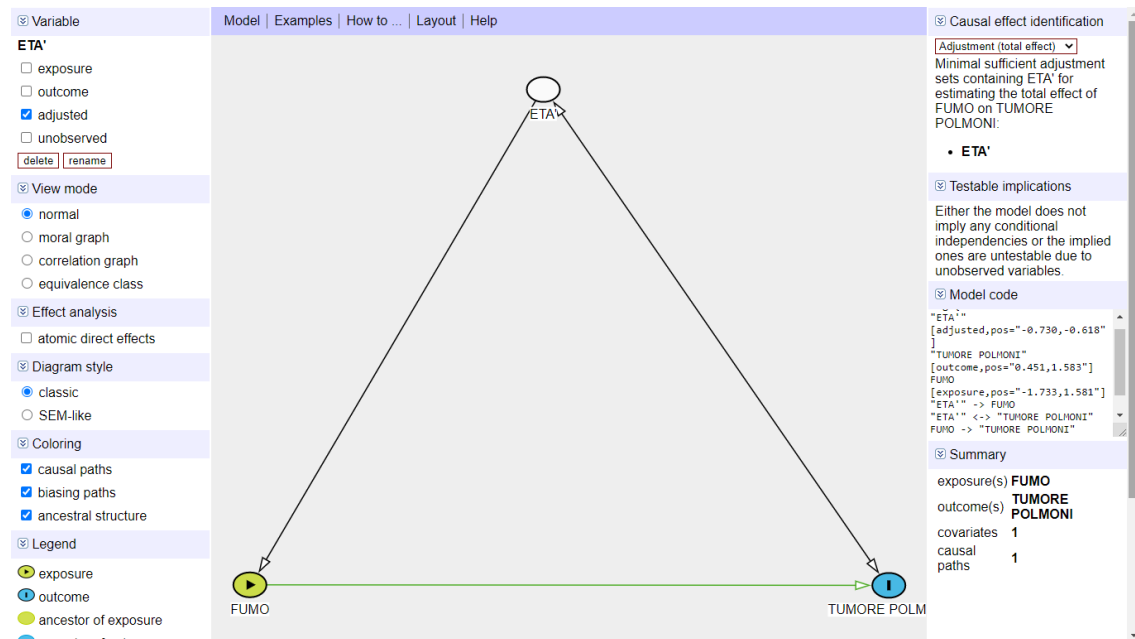 Variable
ETA'
exposure
outcome
adjusted
unobserved
delete rename
View mode
normal
moral graph
correlation graph
equivalence class
Effect analysis
atomic direct effects
Diagram style
classic
SEM-like
Coloring
causal paths
biasing paths
ancestral structure
Legend
exposure
outcome
ancestor of exposure
Model | Examples | How to ... | Layout | Help
ETA'
FUMO
TUMORE POLM
Causal effect identification
Adjustment (total effect)
Minimal sufficient adjustment
sets containing ETA' for
estimating the total effect of
FUMO on TUMORE
POLMONI:
• ETA'
Testable implications
Either the model does not
imply any conditional
independencies or the implied
ones are untestable due to
unobserved variables.
Model code
"ETA'"
[adjusted,pos="-0.730,-0.618"
]
"TUMORE POLMONI"
[outcome,pos="0.451,1.583"]
FUMO
[exposure,pos="-1.733,1.581"]
"ETA'" -> FUMO
"ETA'" <-> "TUMORE POLMONI"
FUMO -> "TUMORE POLMONI"
Summary
exposure(s) FUMO
outcome(s) TUMORE
POLMONI
covariates 1
causal
paths 1